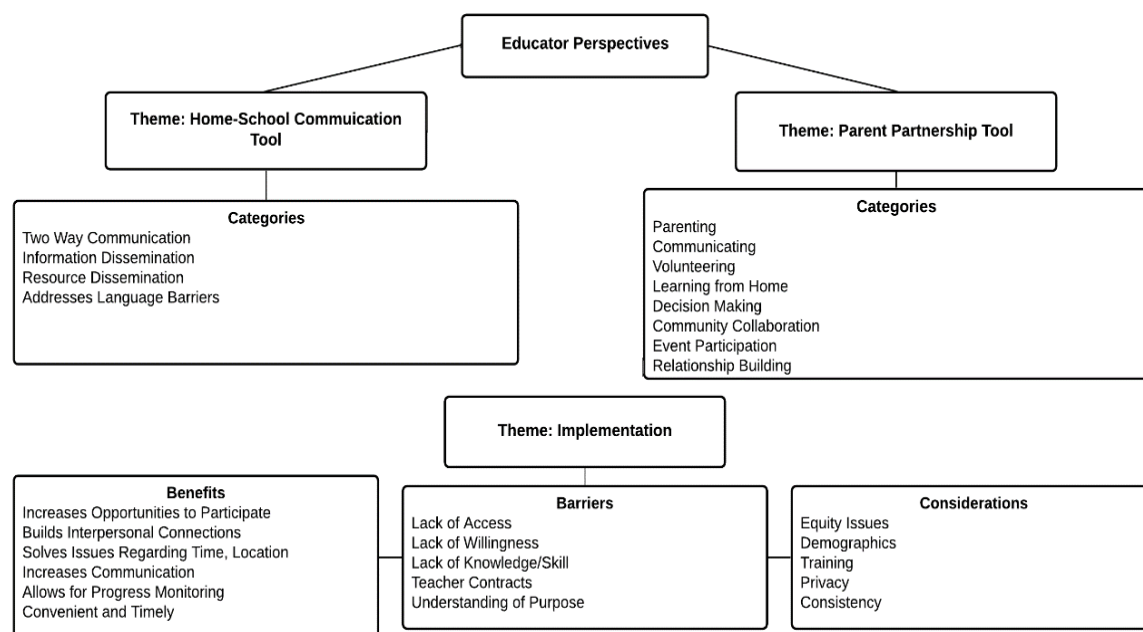 Educator Perspectives
Theme: Home-School Commuication
Tool
Theme: Parent Partnership Tool
Categories
Two Way Communication
Information Dissemination
Resource Dissemination
Addresses Language Barriers
Categories
Parenting
Communicating
Volunteering
Learning from Home
Decision Making
Community Collaboration
Event Participation
Relationship Building
Theme: Implementation
Benefits
Increases Opportunities to Participate
Builds Interpersonal Connections
Solves Issues Regarding Time, Location
Increases Communication
Allows for Progress Monitoring
Convenient and Timely
Barriers
Lack of Access
Lack of Willingness
Lack of Knowledge/Skill
Teacher Contracts
Understanding of Purpose
Considerations
Equity Issues
Demographics
Training
Privacy
Consistency